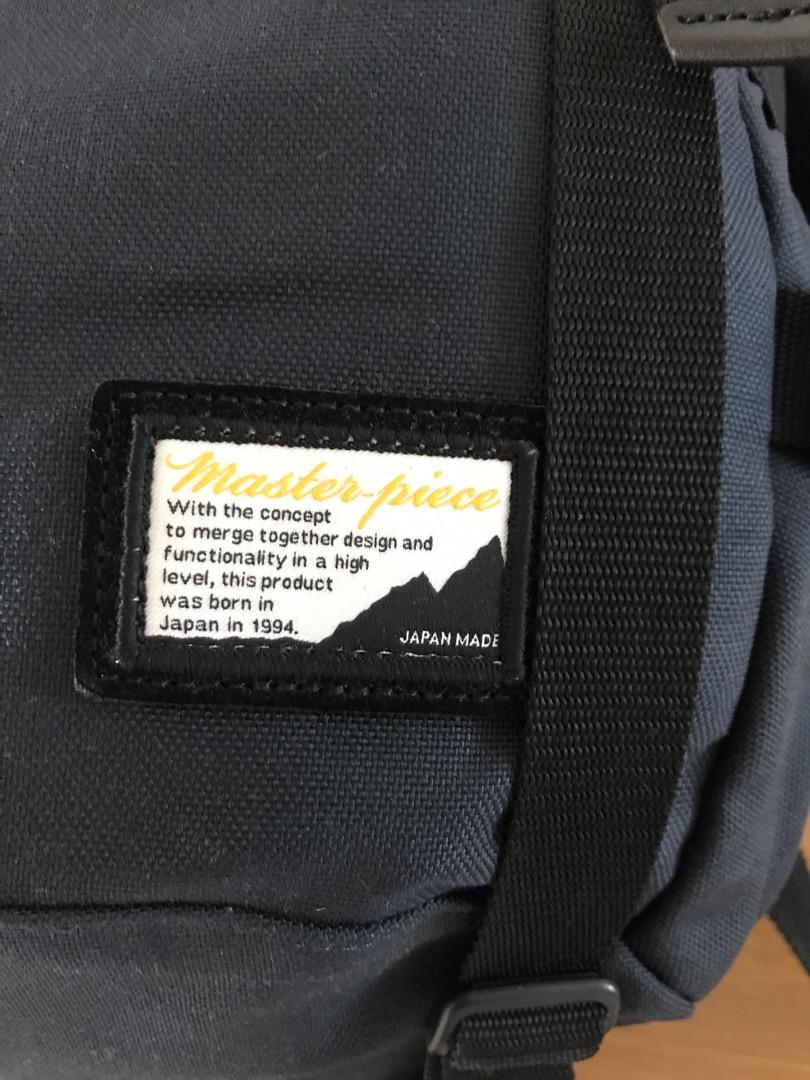 Master-piece
With the concept
to merge together design and
functionality in a high
level, this product
was born in
Japan in 1994.
JAPAN MADE